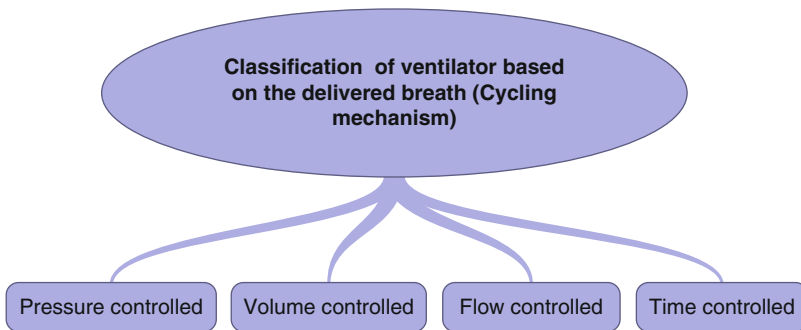 Classification of ventilator based
on the delivered breath (Cycling
mechanism)
Pressure controlled
Volume controlled
Flow controlled
Time controlled